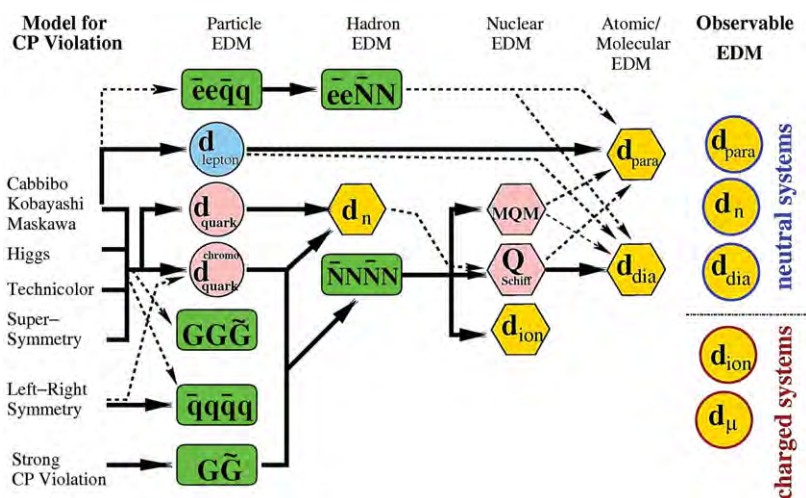 Model for
CP Violation
Particle
EDM
Hadron
EDM
Nuclear
EDM
Atomic/
Molecular
EDM
Observable
EDM
ēeq̄q
ēeN̄N
d
lepton
d
para
d
para
Cabbibo
Kobayashi
Maskawa
d
quark
d n
MQM
d n
neutral systems
Higgs
d chromo
quark
N̄NN̄N
Q
Schiff
d dia
d dia
Technicolor
Super–
Symmetry
GGG̃
d ion
d ion
Left–Right
Symmetry
q̄qq̄q
d μ
charged systems
Strong
CP Violation
GG̃